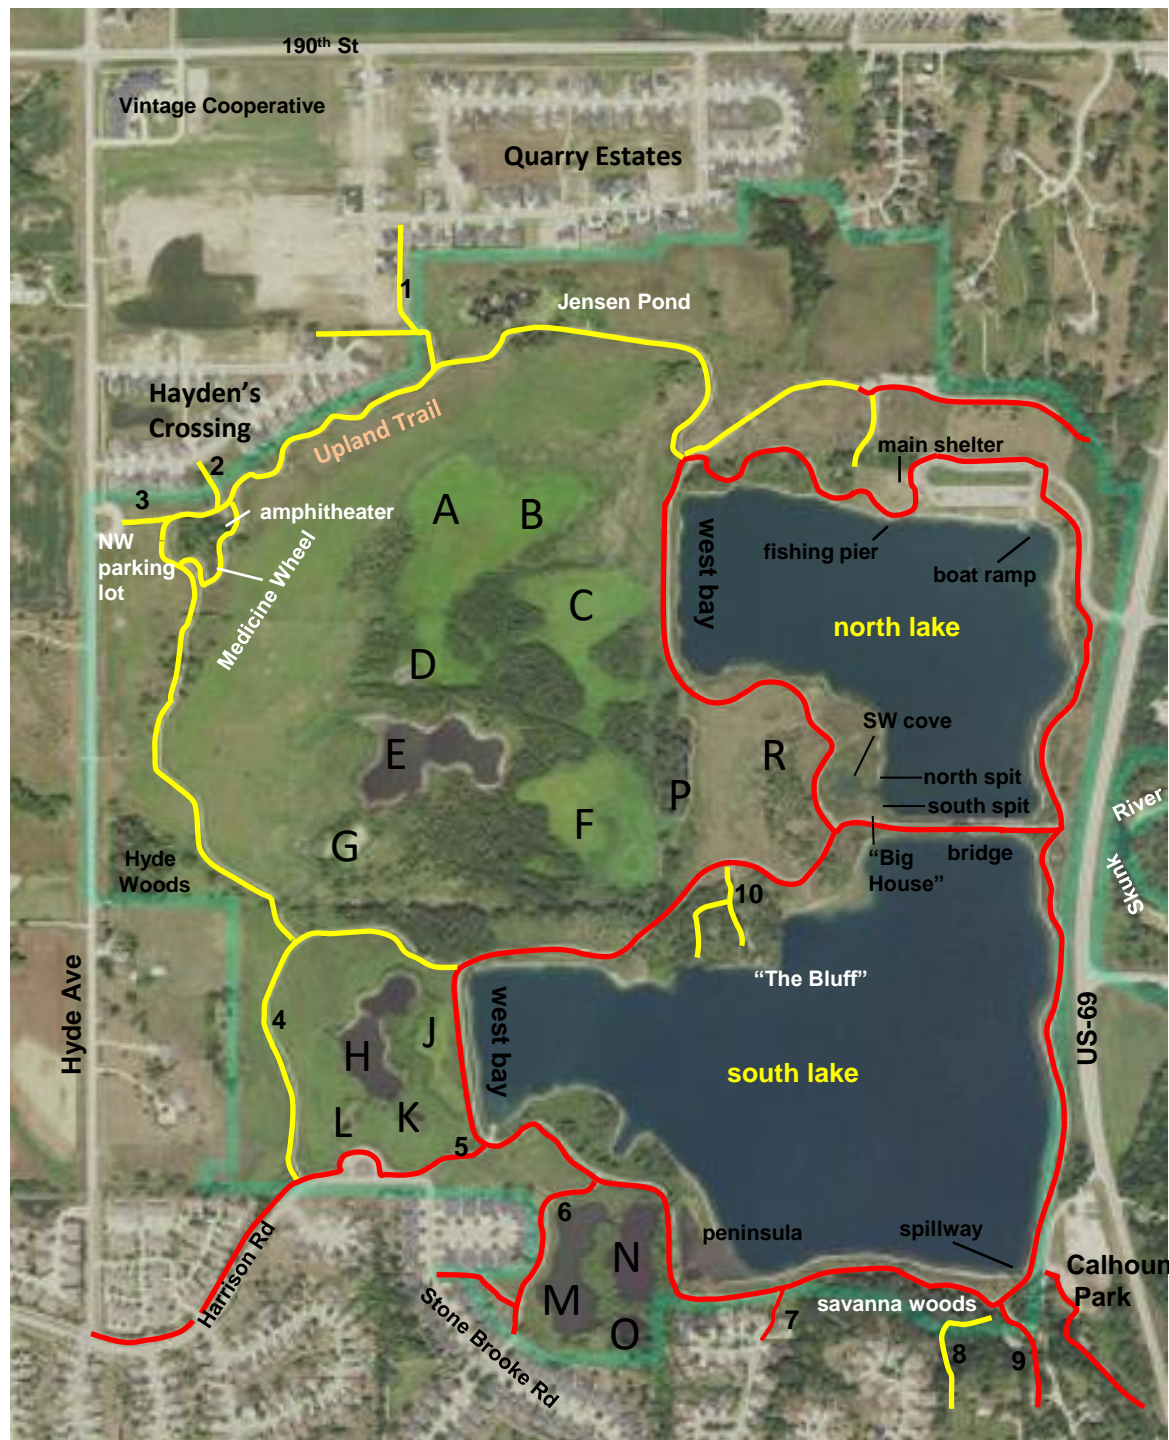 190th St
Vintage Cooperative
Quarry Estates
1
Jensen Pond
Hayden's
Crossing
Upland Trail
2
3
main shelter
amphitheater
A
B
NW
parking
lot
Medicine Wheel
west bay
fishing pier
boat ramp
C
north lake
D
SW cove
E
R
north spit
P
south spit
River
F
G
Hyde
Woods
"Big
House"
bridge
Skunk
10
"The Bluff"
Hyde Ave
4
west bay
J
H
US-69
south lake
K
L
5
6
peninsula
spillway
N
Calhoun
Park
Harrison Rd
Stone Brooke Rd
M
O
7
savanna woods
8
9